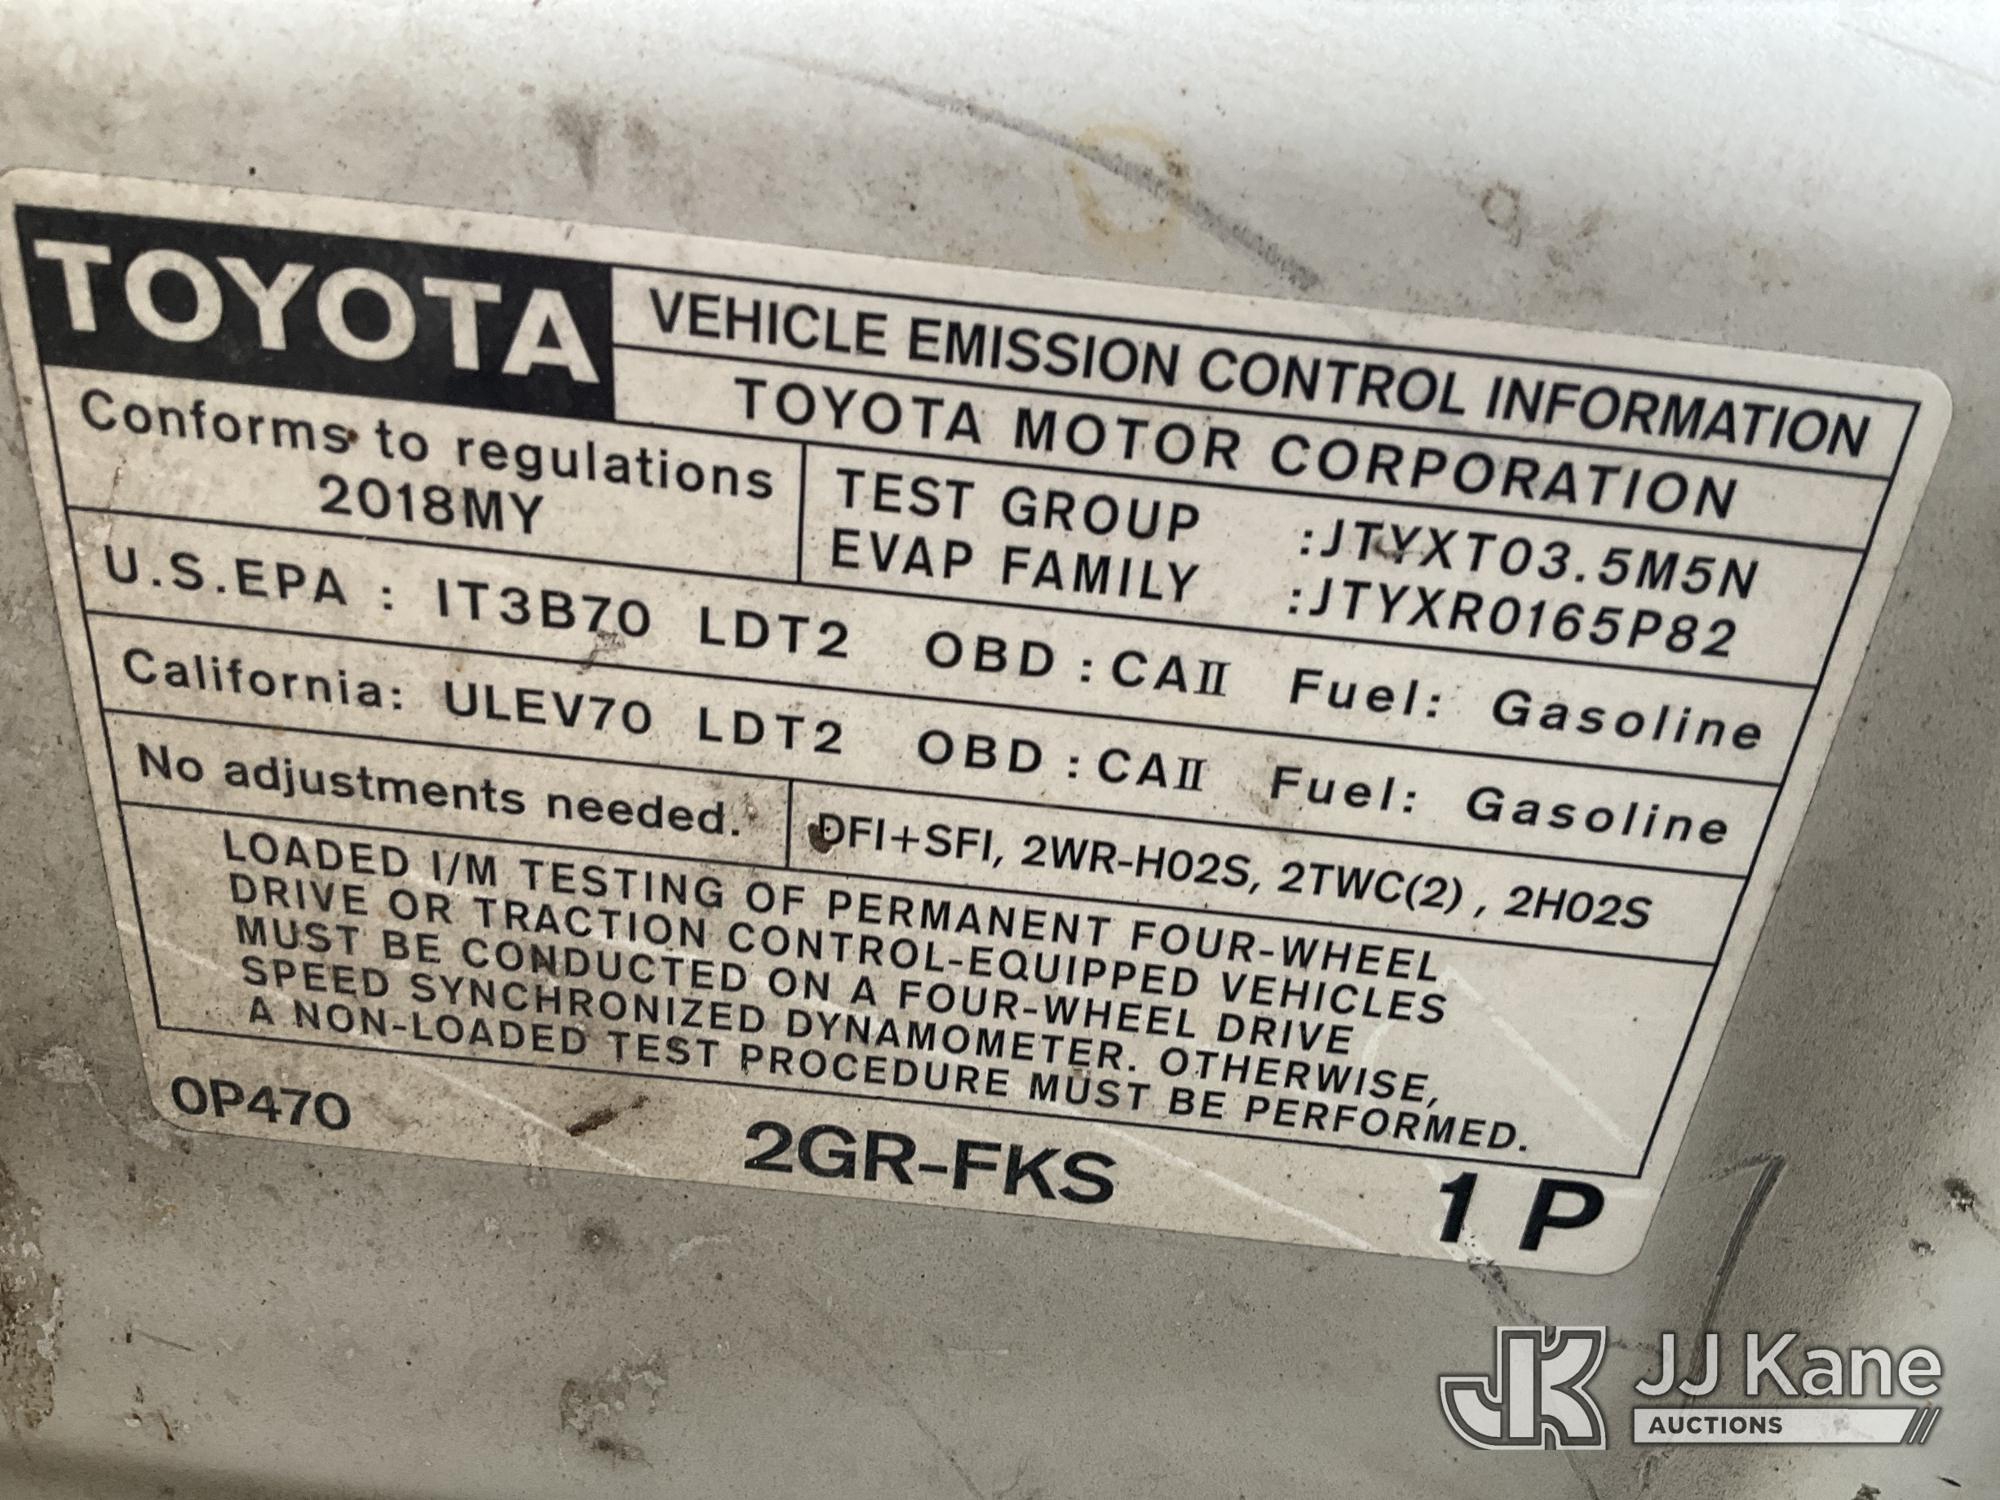 TOYOTA
VEHICLE EMISSION CONTROL INFORMATION
TOYOTA MOTOR CORPORATION
Conforms to regulations
2018MY
TEST GROUP :JTYXT03.5M5N
EVAP FAMILY :JTYXR0165P82
U.S.EPA : IT3B70 LDT2 OBD : CAII Fuel: Gasoline
California: ULEV70 LDT2 OBD : CAII Fuel: Gasoline
No adjustments needed.
DFI+SFI, 2WR-HO2S, 2TWC(2) , 2HO2S
LOADED I/M TESTING OF PERMANENT FOUR-WHEEL
DRIVE OR TRACTION CONTROL-EQUIPPED VEHICLES
MUST BE CONDUCTED ON A FOUR-WHEEL DRIVE
SPEED SYNCHRONIZED DYNAMOMETER. OTHERWISE,
A NON-LOADED TEST PROCEDURE MUST BE PERFORMED.
0P470
2GR-FKS
1 P
JK
JJ Kane
AUCTIONS